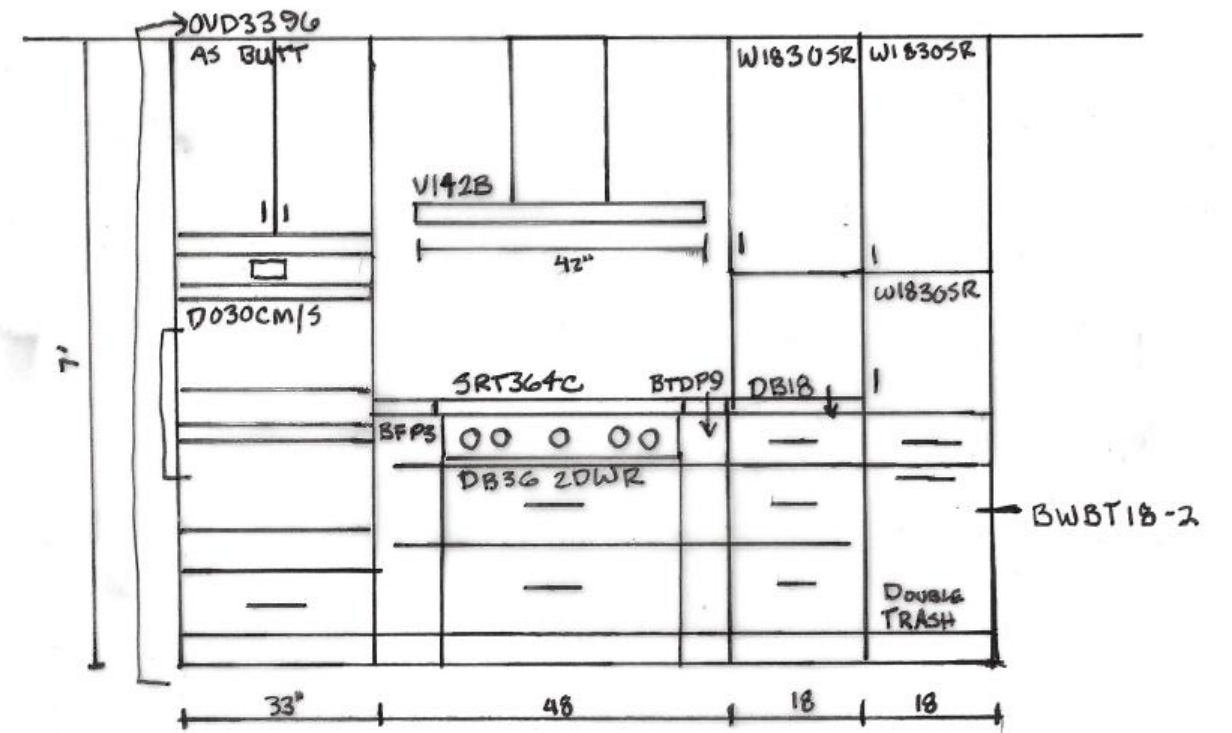 OVD3396
AS BUTT
W1830SR
W1830SR
V142B
42"
W1830SR
DO30CM/S
7'
SRT364C
BTDP9
DB18
BFP3
DB36 2DWR
BWBT18-2
DOUBLE
TRASH
33"
48
18
18